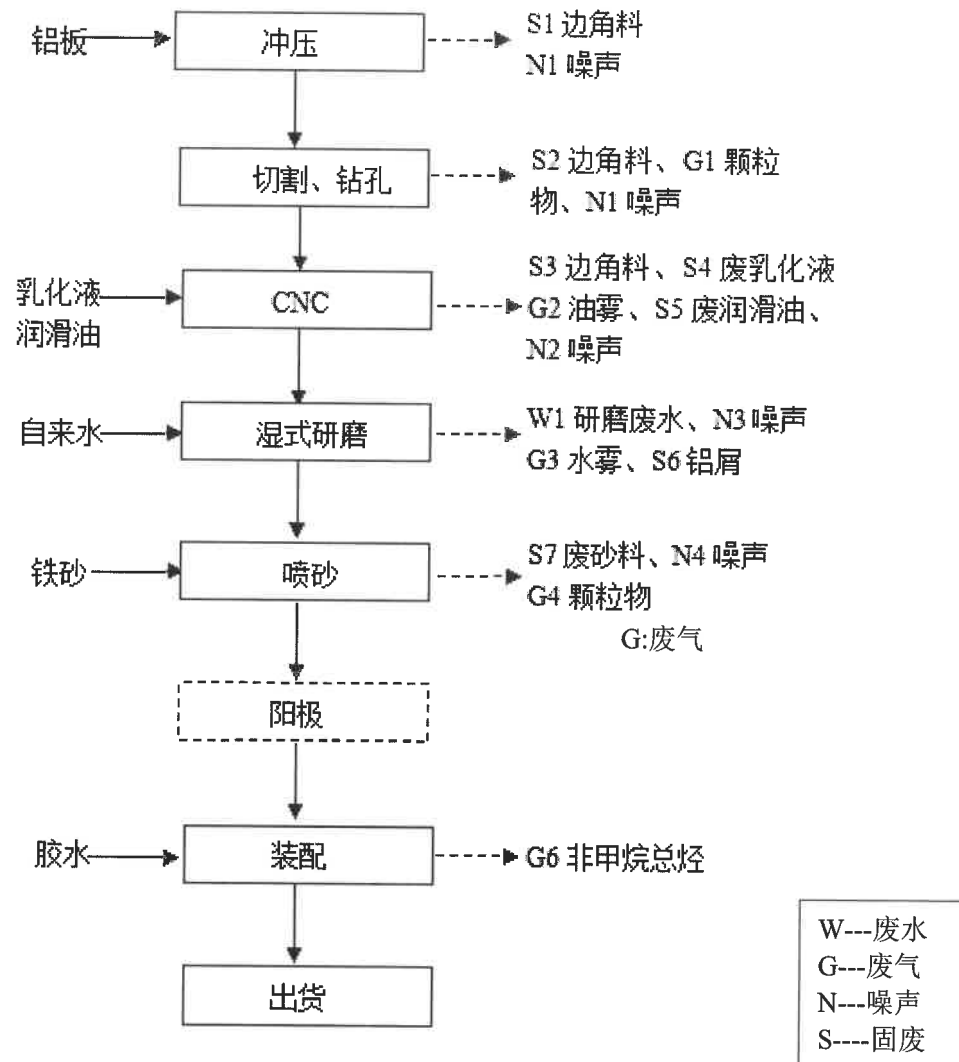 铝板
冲压
S1 边角料
N1 噪声
切割、钻孔
S2 边角料、G1 颗粒
物、N1 噪声
乳化液
润滑油
CNC
S3 边角料、S4 废乳化液
G2 油雾、S5 废润滑油、
N2 噪声
自来水
湿式研磨
W1 研磨废水、N3 噪声
G3 水雾、S6 铝屑
铁砂
喷砂
S7 废砂料、N4 噪声
G4 颗粒物
G:废气
阳极
胶水
装配
G6 非甲烷总烃
出货
W---废水
G---废气
N---噪声
S----固废